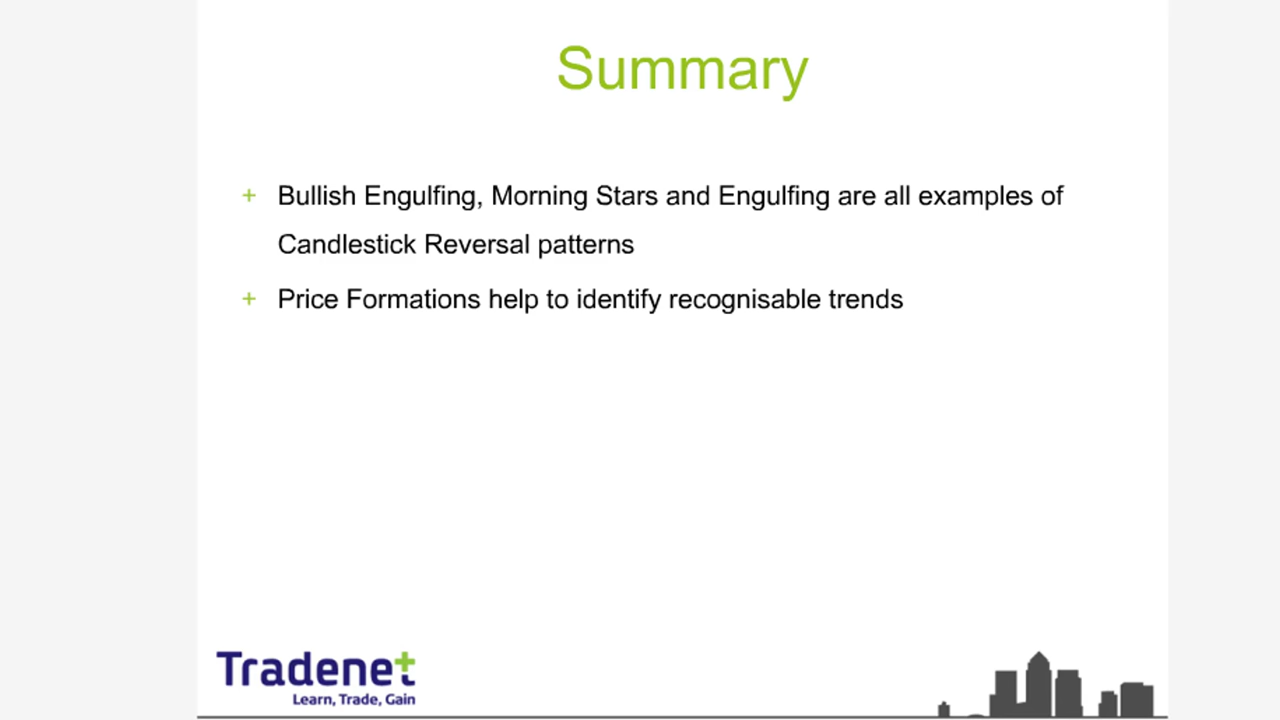 Summary
+ Bullish Engulfing, Morning Stars and Engulfing are all examples of
Candlestick Reversal patterns
+ Price Formations help to identify recognisable trends
Tradenet
Learn, Trade, Gain